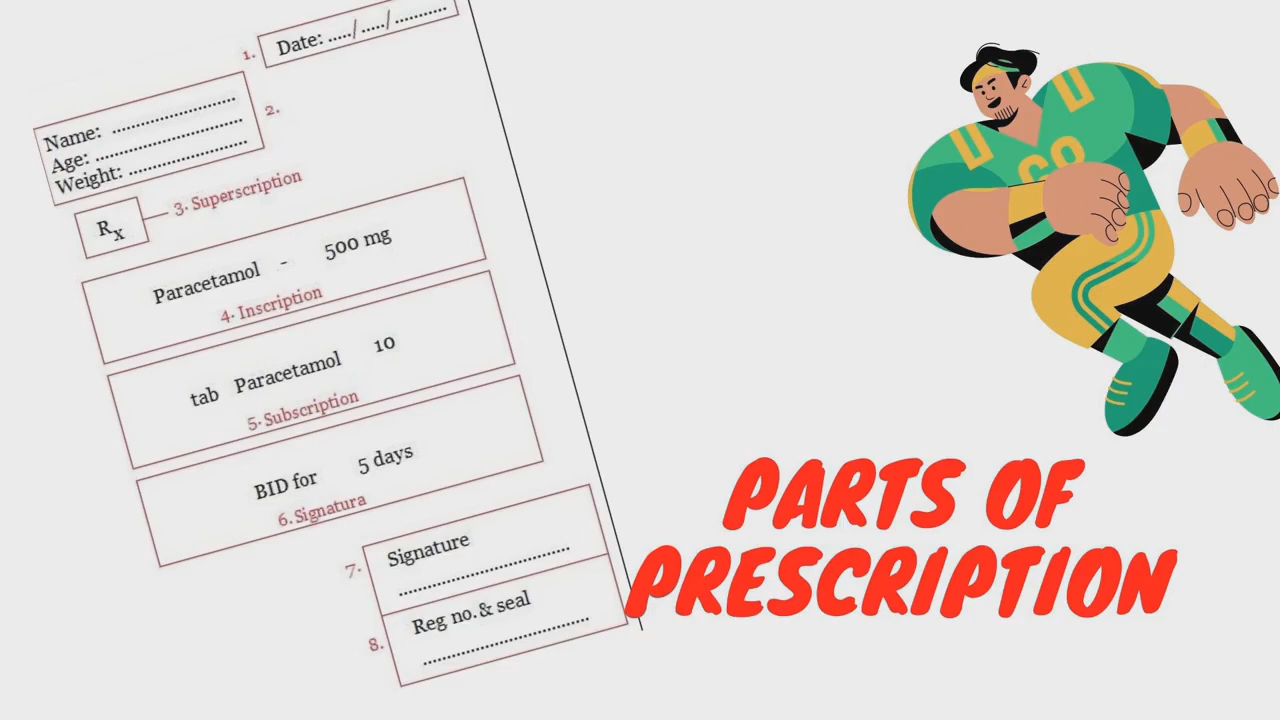 1. Date: ...../ ...../ ..........
Name: ........................
2.
Age: ............................
Weight: ......................
Rx
3. Superscription
Paracetamol - 500 mg
4. Inscription
tab Paracetamol 10
5. Subscription
BID for 5 days
6. Signatura
7. Signature
................................
8. Reg no. & seal
...............................
GO
PARTS OF
PRESCRIPTION